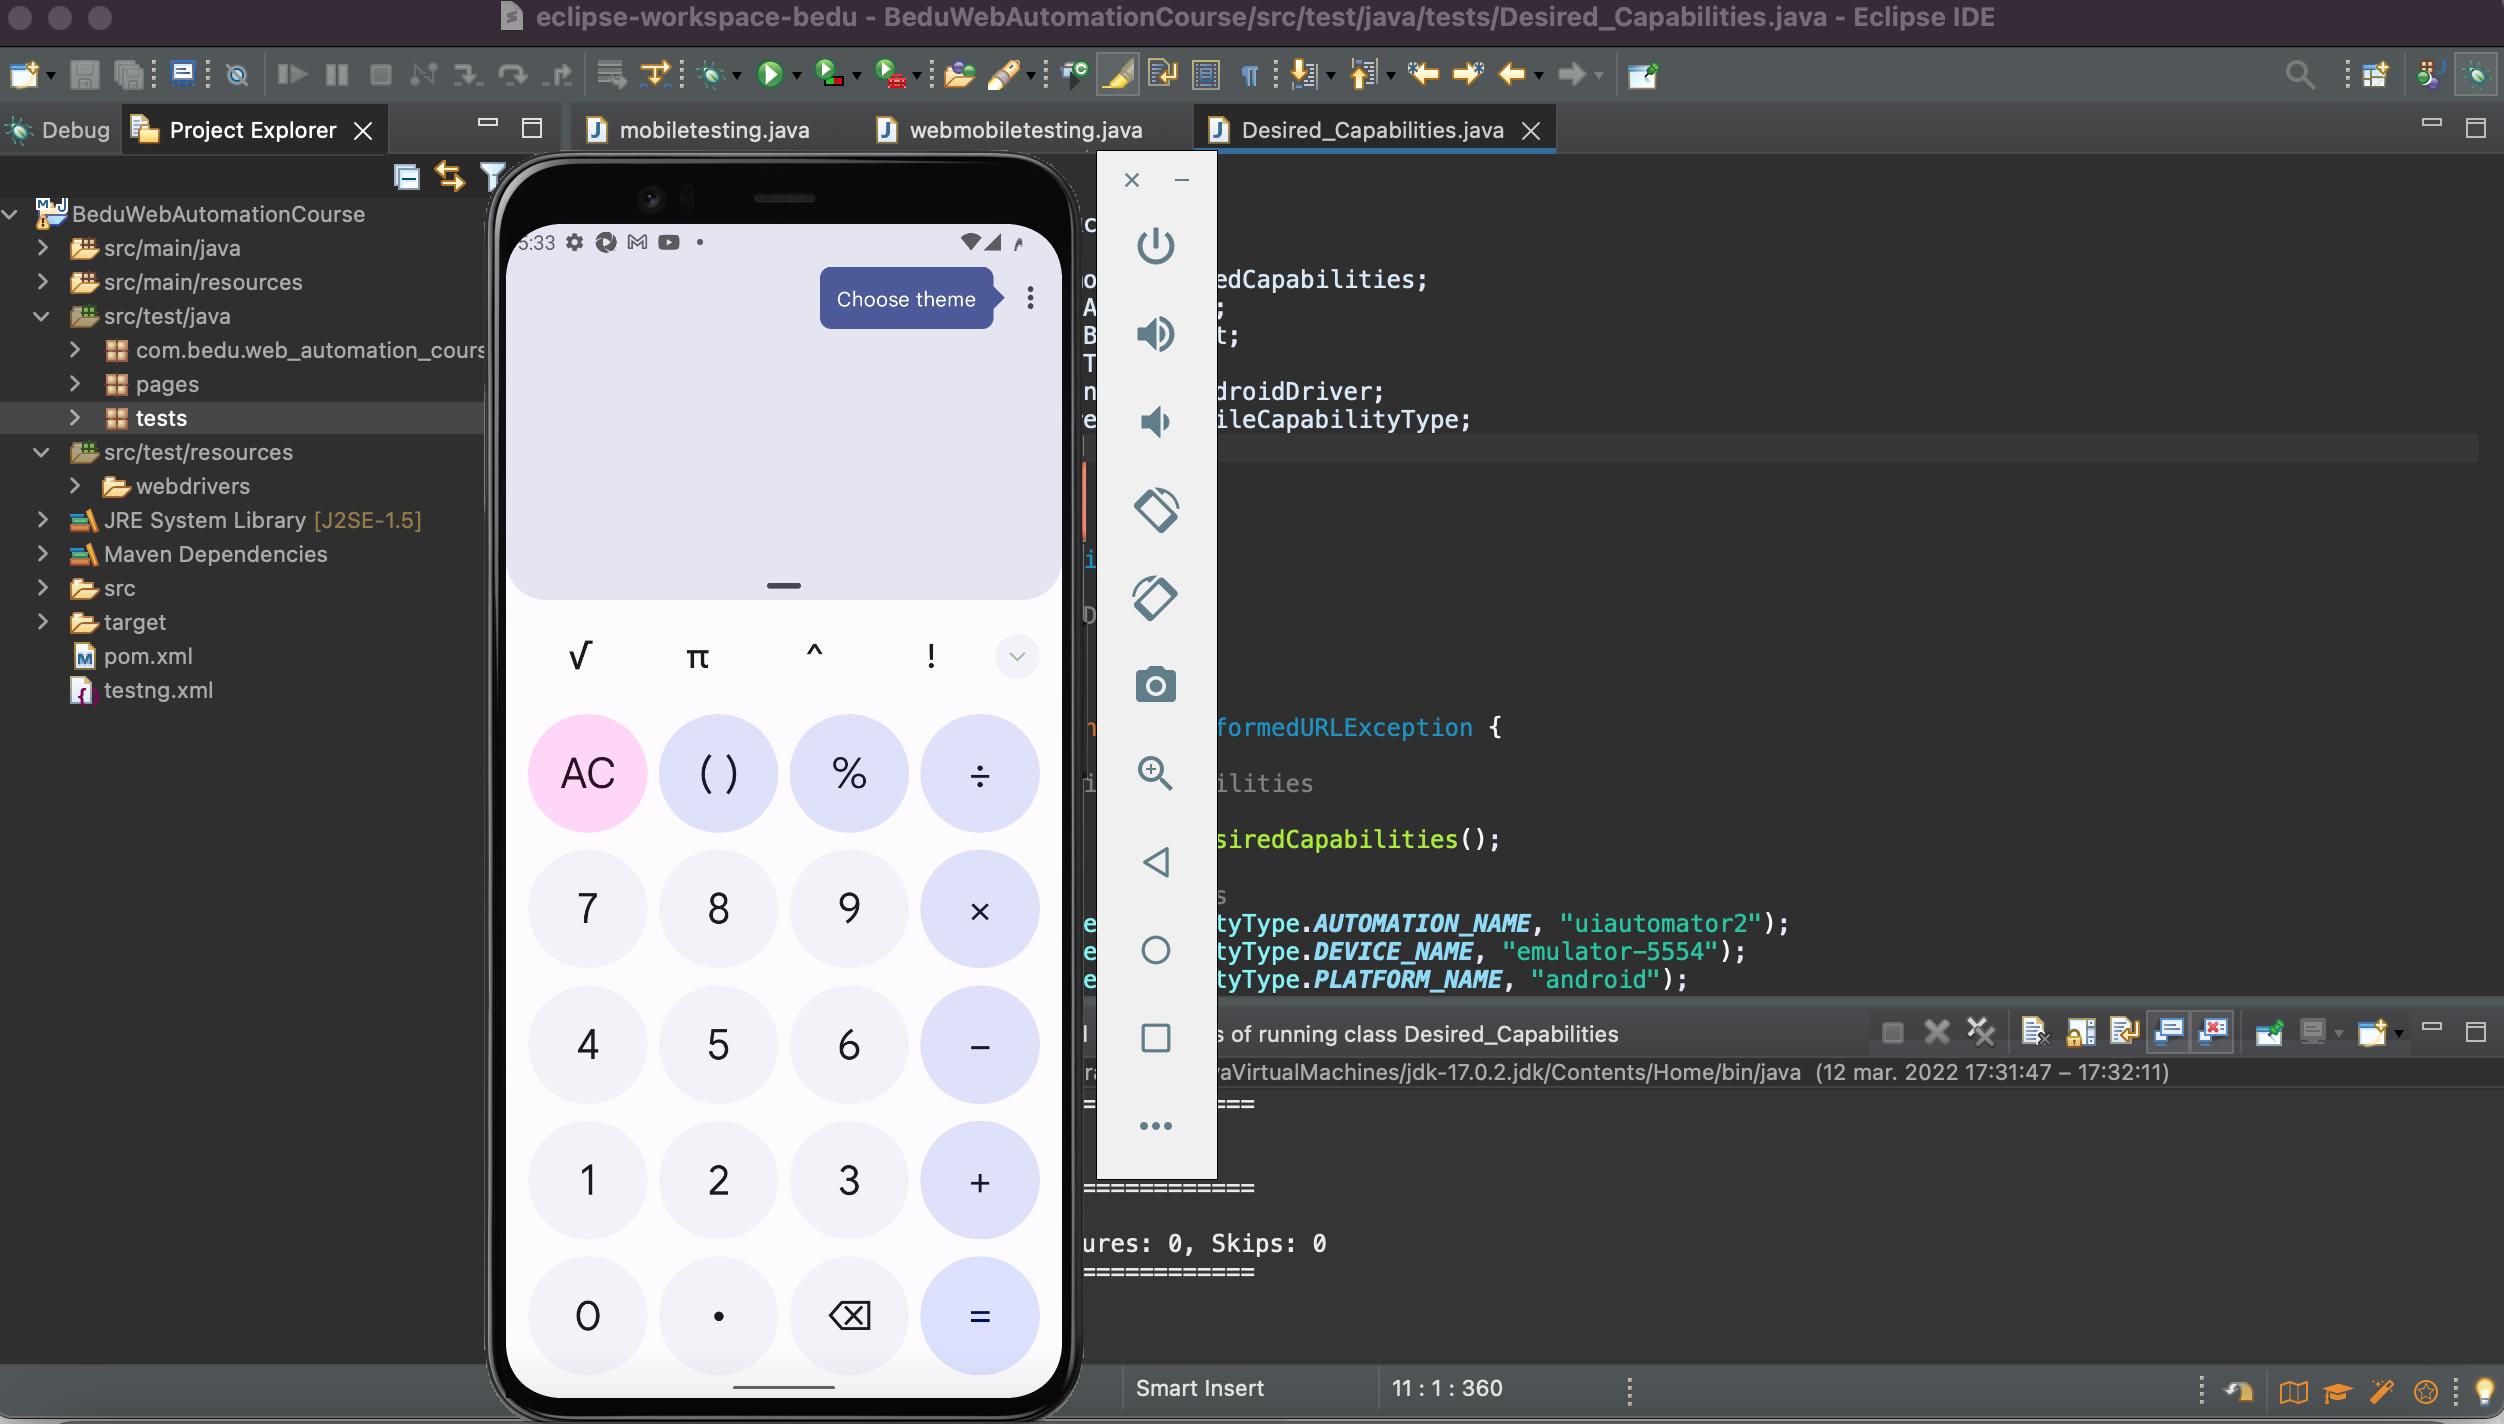 eclipse-workspace-bedu - BeduWebAutomationCourse/src/test/java/tests/Desired_Capabilities.java - Eclipse IDE
Debug
Project Explorer
mobiletesting.java
webmobiletesting.java
Desired_Capabilities.java
BeduWebAutomationCourse
src/main/java
src/main/resources
src/test/java
com.bedu.web_automation_cours
pages
tests
src/test/resources
webdrivers
JRE System Library [J2SE-1.5]
Maven Dependencies
src
target
pom.xml
testng.xml
5:33
Choose theme
√ π ^ !
AC ( ) % ÷
7 8 9 ×
4 5 6 −
1 2 3 +
0 . =
edCapabilities;
;
t;
droidDriver;
ileCapabilityType;
formedURLException {
ilities
siredCapabilities();
s
tyType.AUTOMATION_NAME, "uiautomator2");
tyType.DEVICE_NAME, "emulator-5554");
tyType.PLATFORM_NAME, "android");
s of running class Desired_Capabilities
vaVirtualMachines/jdk-17.0.2.jdk/Contents/Home/bin/java (12 mar. 2022 17:31:47 – 17:32:11)
ures: 0, Skips: 0
============
Smart Insert
11 : 1 : 360